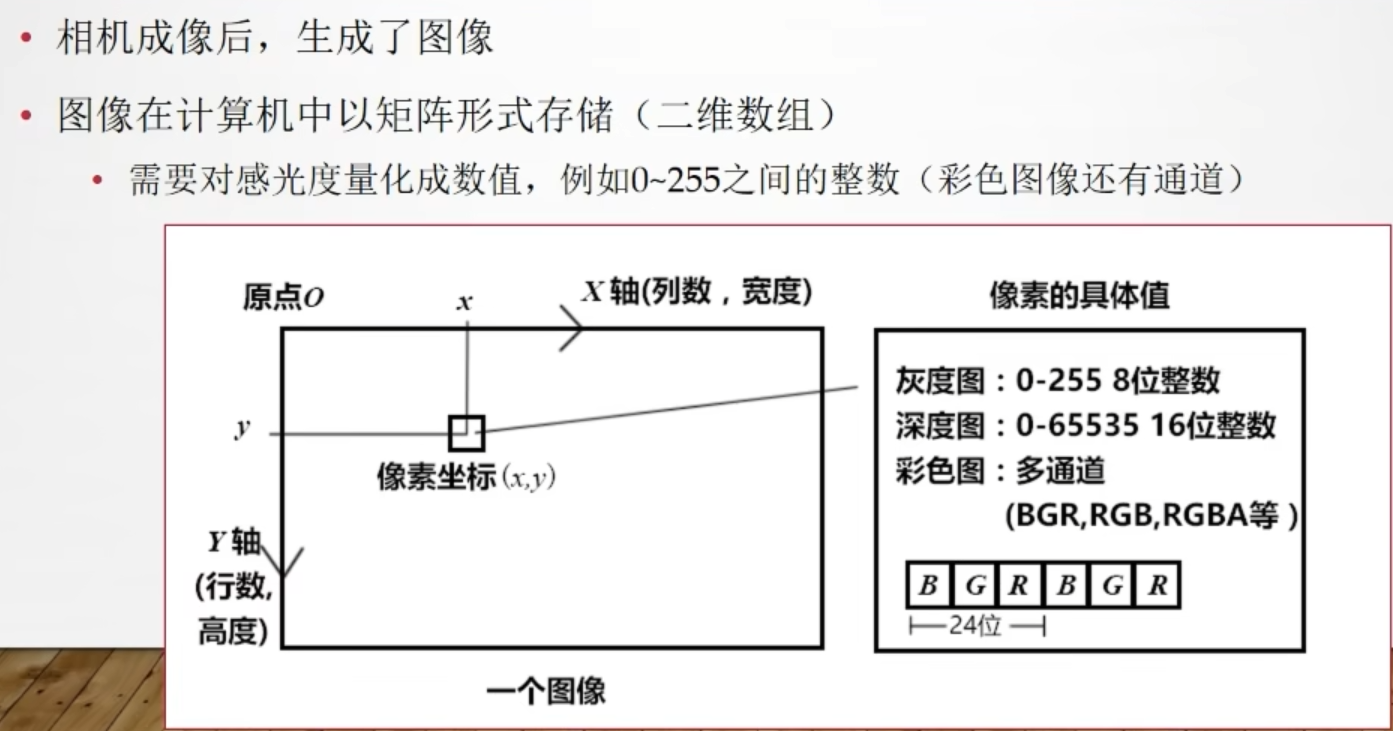 相机成像后，生成了图像
图像在计算机中以矩阵形式存储（二维数组）
需要对感光度量化成数值，例如0~255之间的整数（彩色图像还有通道）
原点O
x
X 轴(列数，宽度)
像素的具体值
y
像素坐标(x,y)
Y 轴
(行数,
高度)
一个图像
灰度图：0-255 8位整数
深度图：0-65535 16位整数
彩色图：多通道
(BGR,RGB,RGBA等 )
B G R B G R
24位